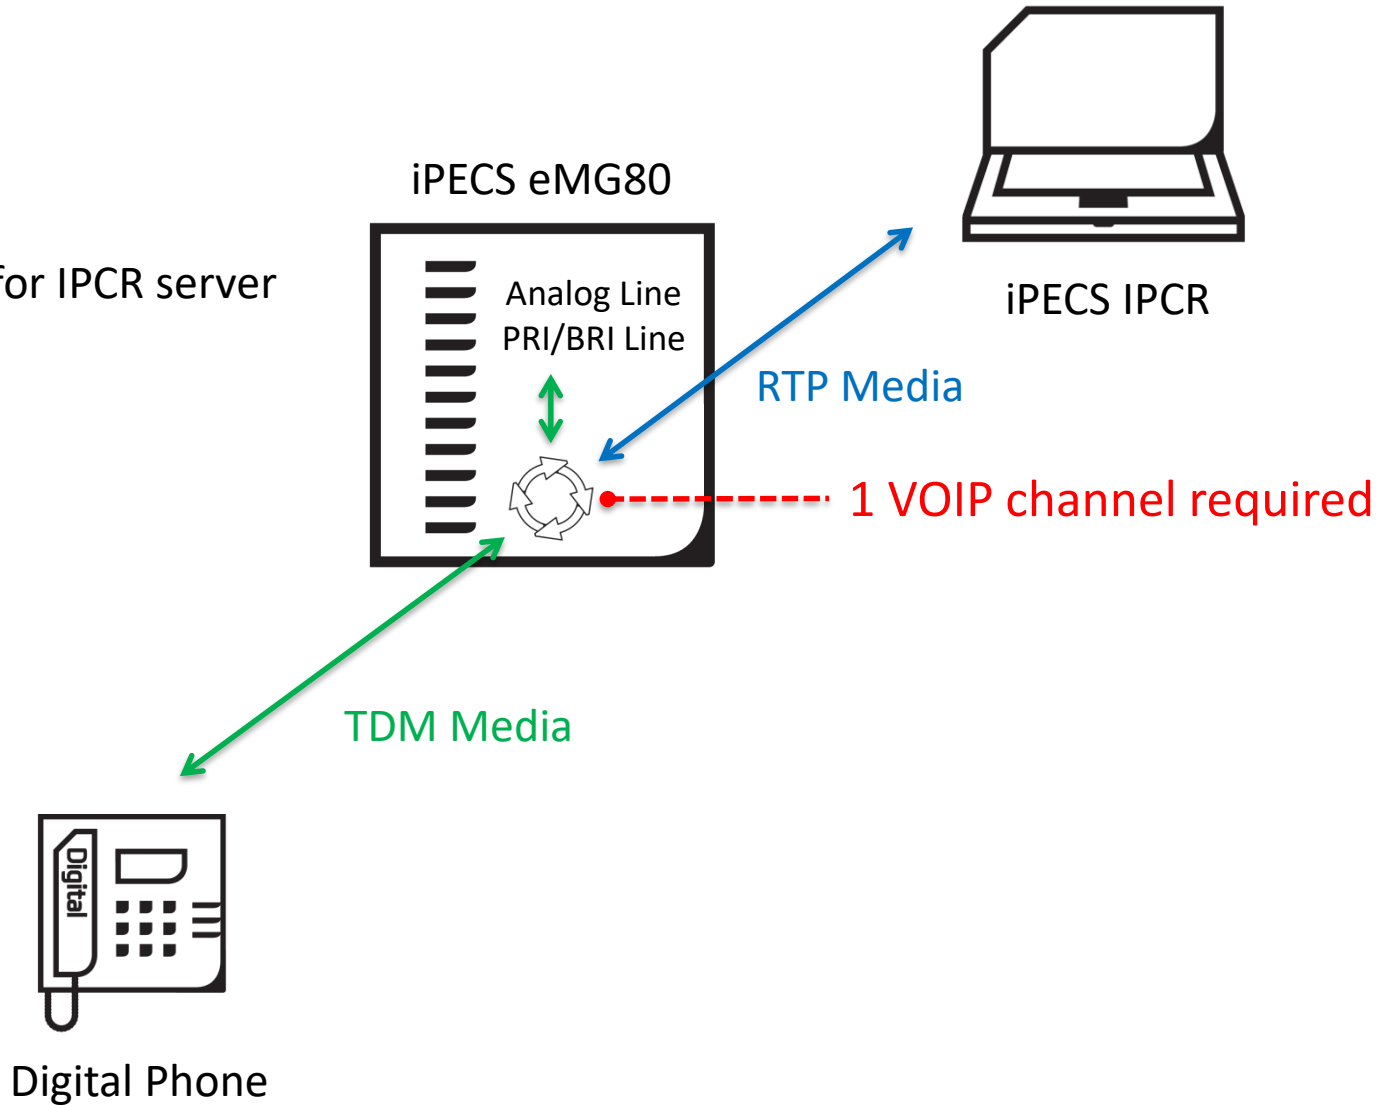 iPECS eMG80
for IPCR server
Analog Line
PRI/BRI Line
iPECS IPCR
RTP Media
1 VOIP channel required
TDM Media
Digital
Digital Phone